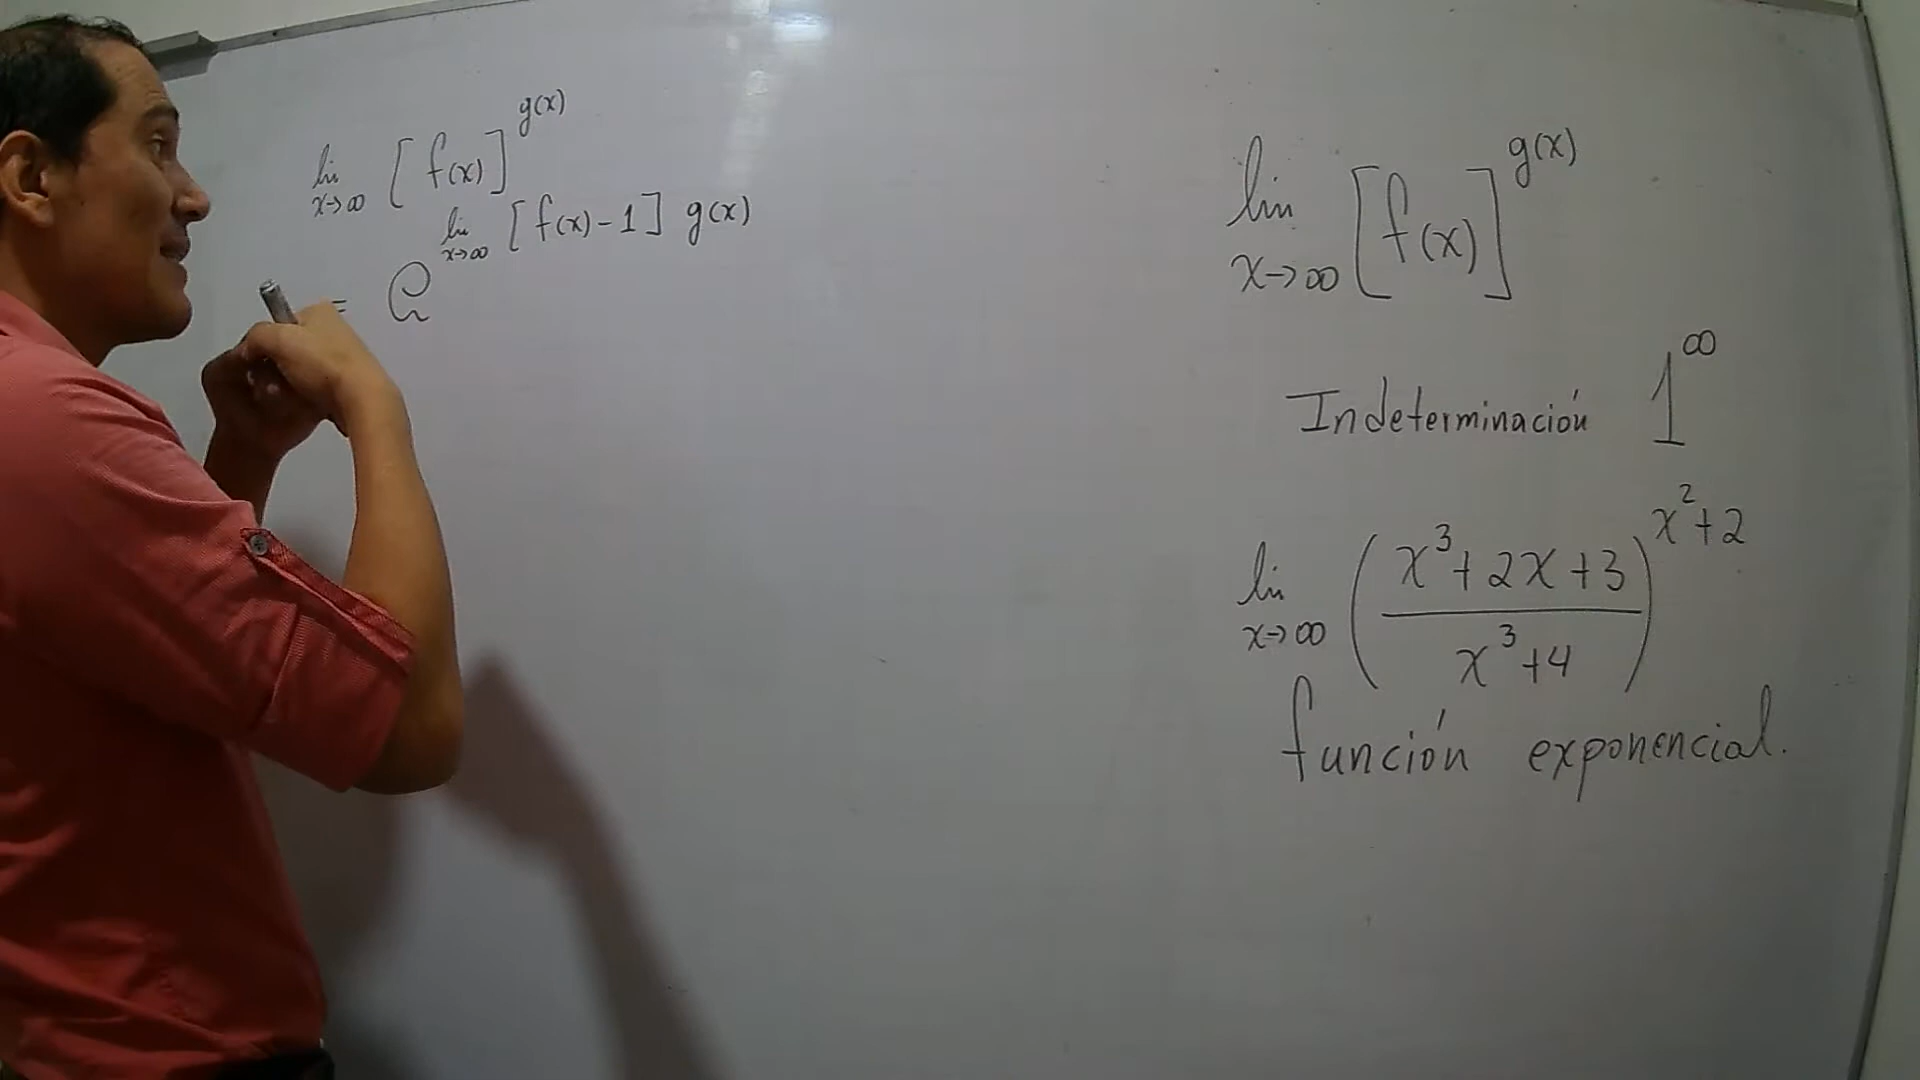 lim x→∞ [f(x)]^g(x)
= e^lim x→∞ [f(x)-1] g(x)
lim x→∞ [f(x)]^g(x)
Indeterminación 1^∞
lim x→∞ (x³+2x+3 / x³+4)^x²+2
función exponencial.